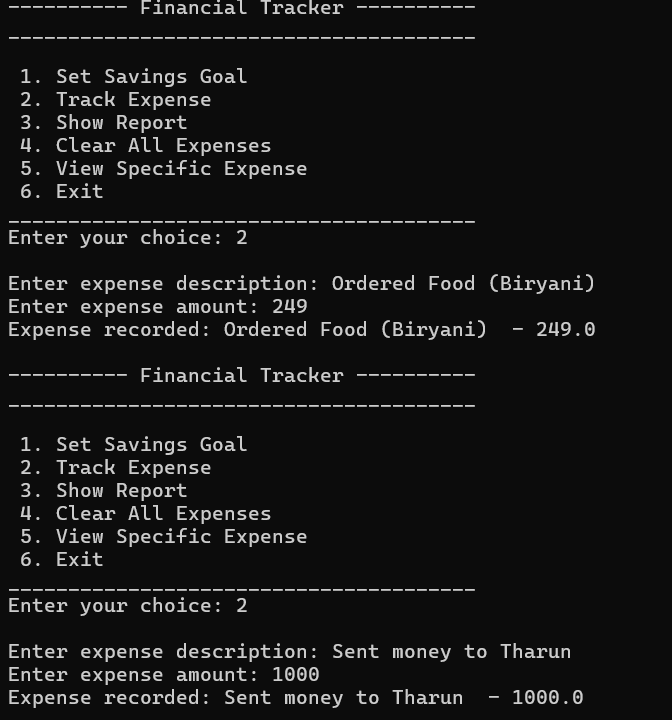 ---------- Financial Tracker ----------
_______________________________________
1. Set Savings Goal
2. Track Expense
3. Show Report
4. Clear All Expenses
5. View Specific Expense
6. Exit
_______________________________________
Enter your choice: 2
Enter expense description: Ordered Food (Biryani)
Enter expense amount: 249
Expense recorded: Ordered Food (Biryani)  - 249.0
---------- Financial Tracker ----------
_______________________________________
1. Set Savings Goal
2. Track Expense
3. Show Report
4. Clear All Expenses
5. View Specific Expense
6. Exit
_______________________________________
Enter your choice: 2
Enter expense description: Sent money to Tharun
Enter expense amount: 1000
Expense recorded: Sent money to Tharun  - 1000.0